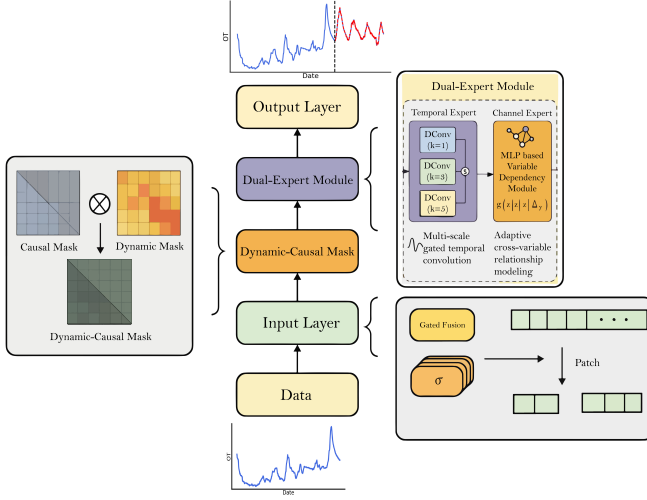 OT
Date
Output Layer
Dual-Expert Module
Dynamic-Causal Mask
Input Layer
Data
OT
Date
Causal Mask
Dynamic Mask
Dynamic-Causal Mask
Dual-Expert Module
Temporal Expert
Channel Expert
DConv
(k=1)
DConv
(k=3)
DConv
(k=5)
MLP based
Variable
Dependency
Module
Multi-scale
gated temporal
convolution
Adaptive
cross-variable
relationship
modeling
Gated Fusion
σ
Patch